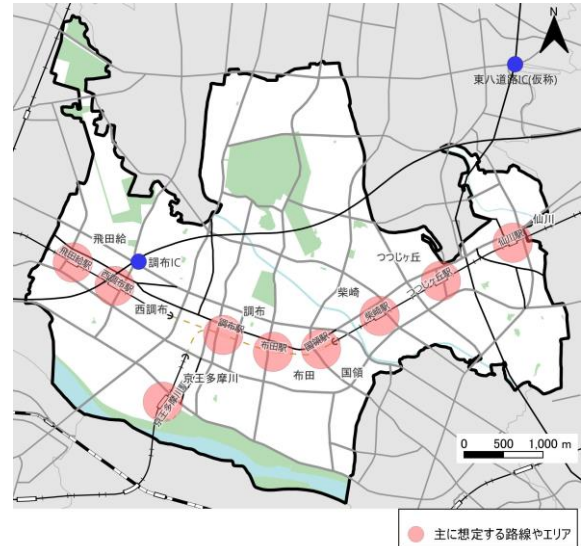 N
東八道路IC(仮称)
仙川
仙川駅
飛田給
つつじヶ丘
飛田給駅
調布IC
つつじヶ丘駅
西調布駅
柴崎
西調布
調布
柴崎駅
調布駅
国領駅
布田駅
京王多摩川
布田
国領
京王多摩川駅
0 500 1,000 m
主に想定する路線やエリア